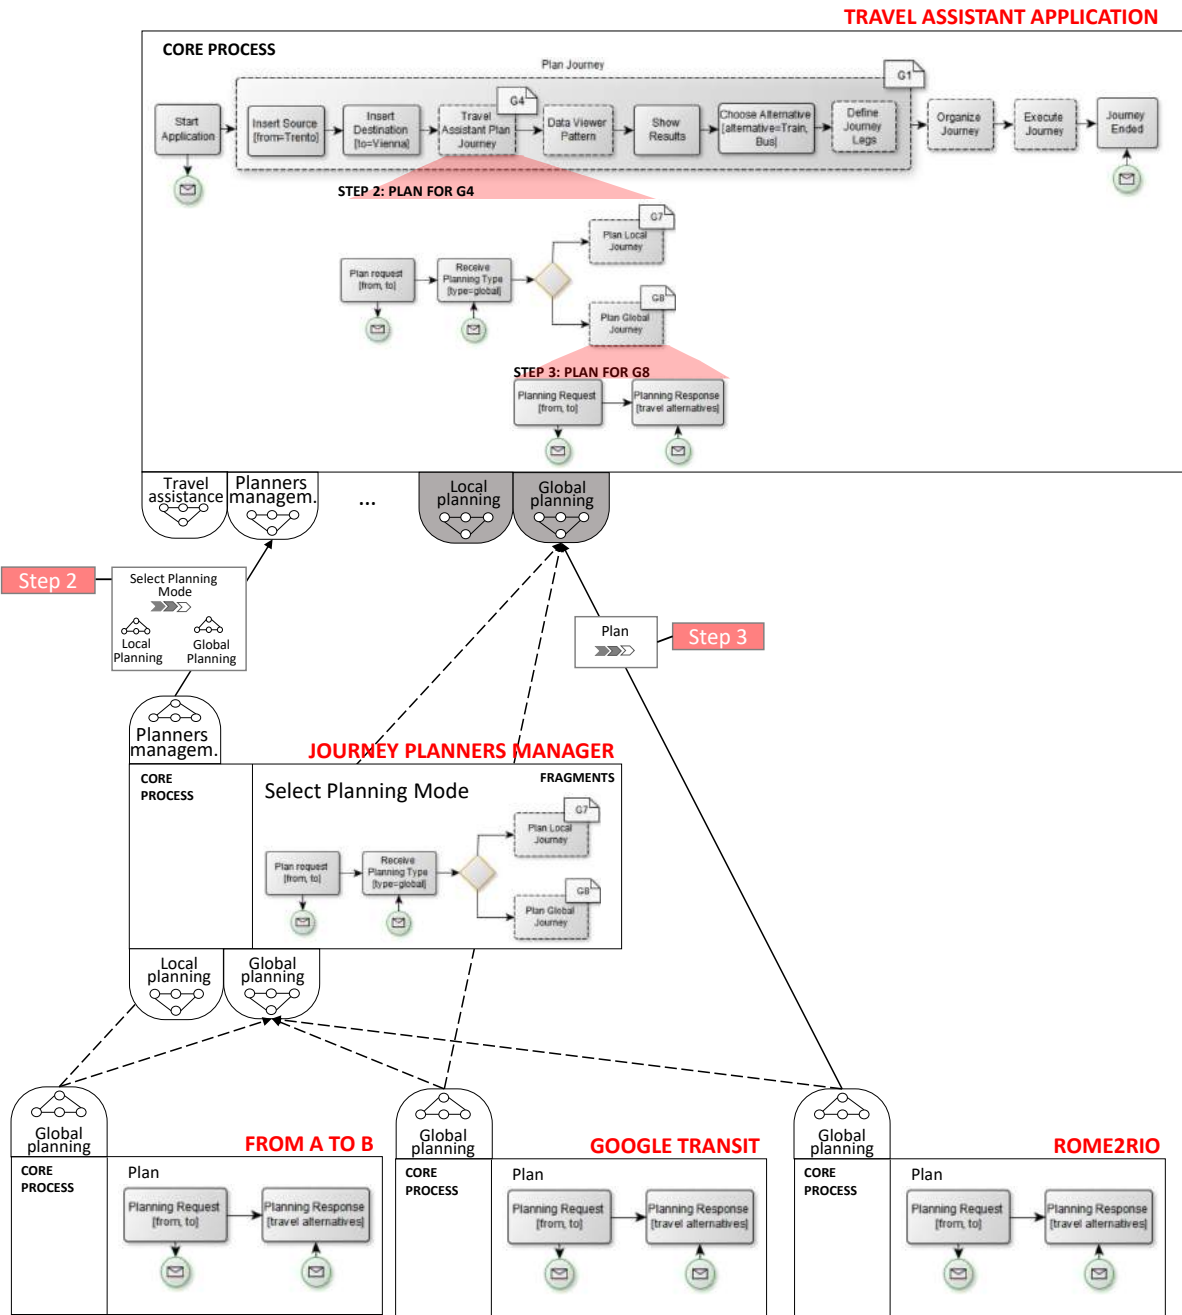 TRAVEL ASSISTANT APPLICATION
CORE PROCESS
Plan Journey
G1
G4
Start
Application
Insert Source
[from=Trento]
Insert
Destination
[to=Vienna]
Travel
Assistant Plan
Journey
Data Viewer
Pattern
Show
Results
Choose Alternative
[alternative=Train,
Bus]
Define
Journey
Legs
Organize
Journey
Execute
Journey
Journey
Ended
STEP 2: PLAN FOR G4
G7
Plan Local
Journey
Plan request
[from, to]
Receive
Planning Type
[type=global]
G8
Plan Global
Journey
STEP 3: PLAN FOR G8
Planning Request
[from, to]
Planning Response
[travel alternatives]
Travel
assistance
Planners
managem.
...
Local
planning
Global
planning
Step 2
Select Planning
Mode
Local
Planning
Global
Planning
Plan
Step 3
Planners
managem.
JOURNEY PLANNERS MANAGER
CORE
PROCESS
FRAGMENTS
Select Planning Mode
G7
Plan Local
Journey
Plan request
[from, to]
Receive
Planning Type
[type=global]
G8
Plan Global
Journey
Local
planning
Global
planning
Global
planning
FROM A TO B
CORE
PROCESS
Plan
Planning Request
[from, to]
Planning Response
[travel alternatives]
Global
planning
GOOGLE TRANSIT
CORE
PROCESS
Plan
Planning Request
[from, to]
Planning Response
[travel alternatives]
Global
planning
ROME2RIO
CORE
PROCESS
Plan
Planning Request
[from, to]
Planning Response
[travel alternatives]